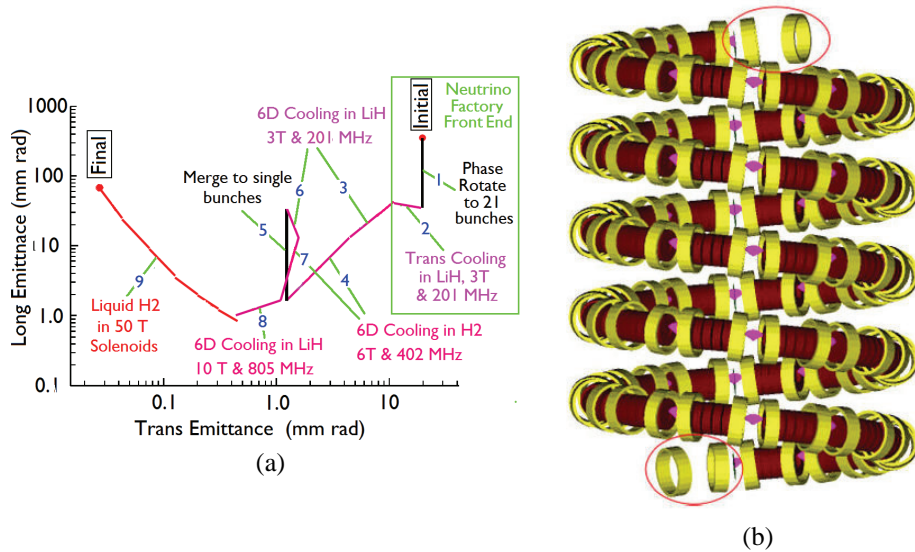 Long Emittnace (mm rad)
1000
100
10
1.0
0.1
0.1
1.0
10
Trans Emittance (mm rad)
Final
Initial
Neutrino
Factory
Front End
6D Cooling in LiH
3T & 201 MHz
Merge to single
bunches
Phase
Rotate
to 21
bunches
1
2
3
4
5
6
7
8
9
Trans Cooling
in LiH, 3T
& 201 MHz
Liquid H2
in 50 T
Solenoids
6D Cooling in LiH
10 T & 805 MHz
6D Cooling in H2
6T & 402 MHz
(a)
(b)